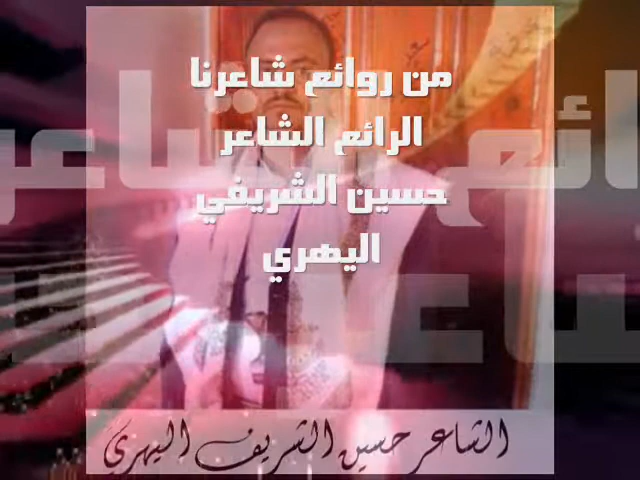 من روائع شاعرنا
الرائع الشاعر
حسين الشريفي
اليهري
الشاعر حسين الشريف اليهري